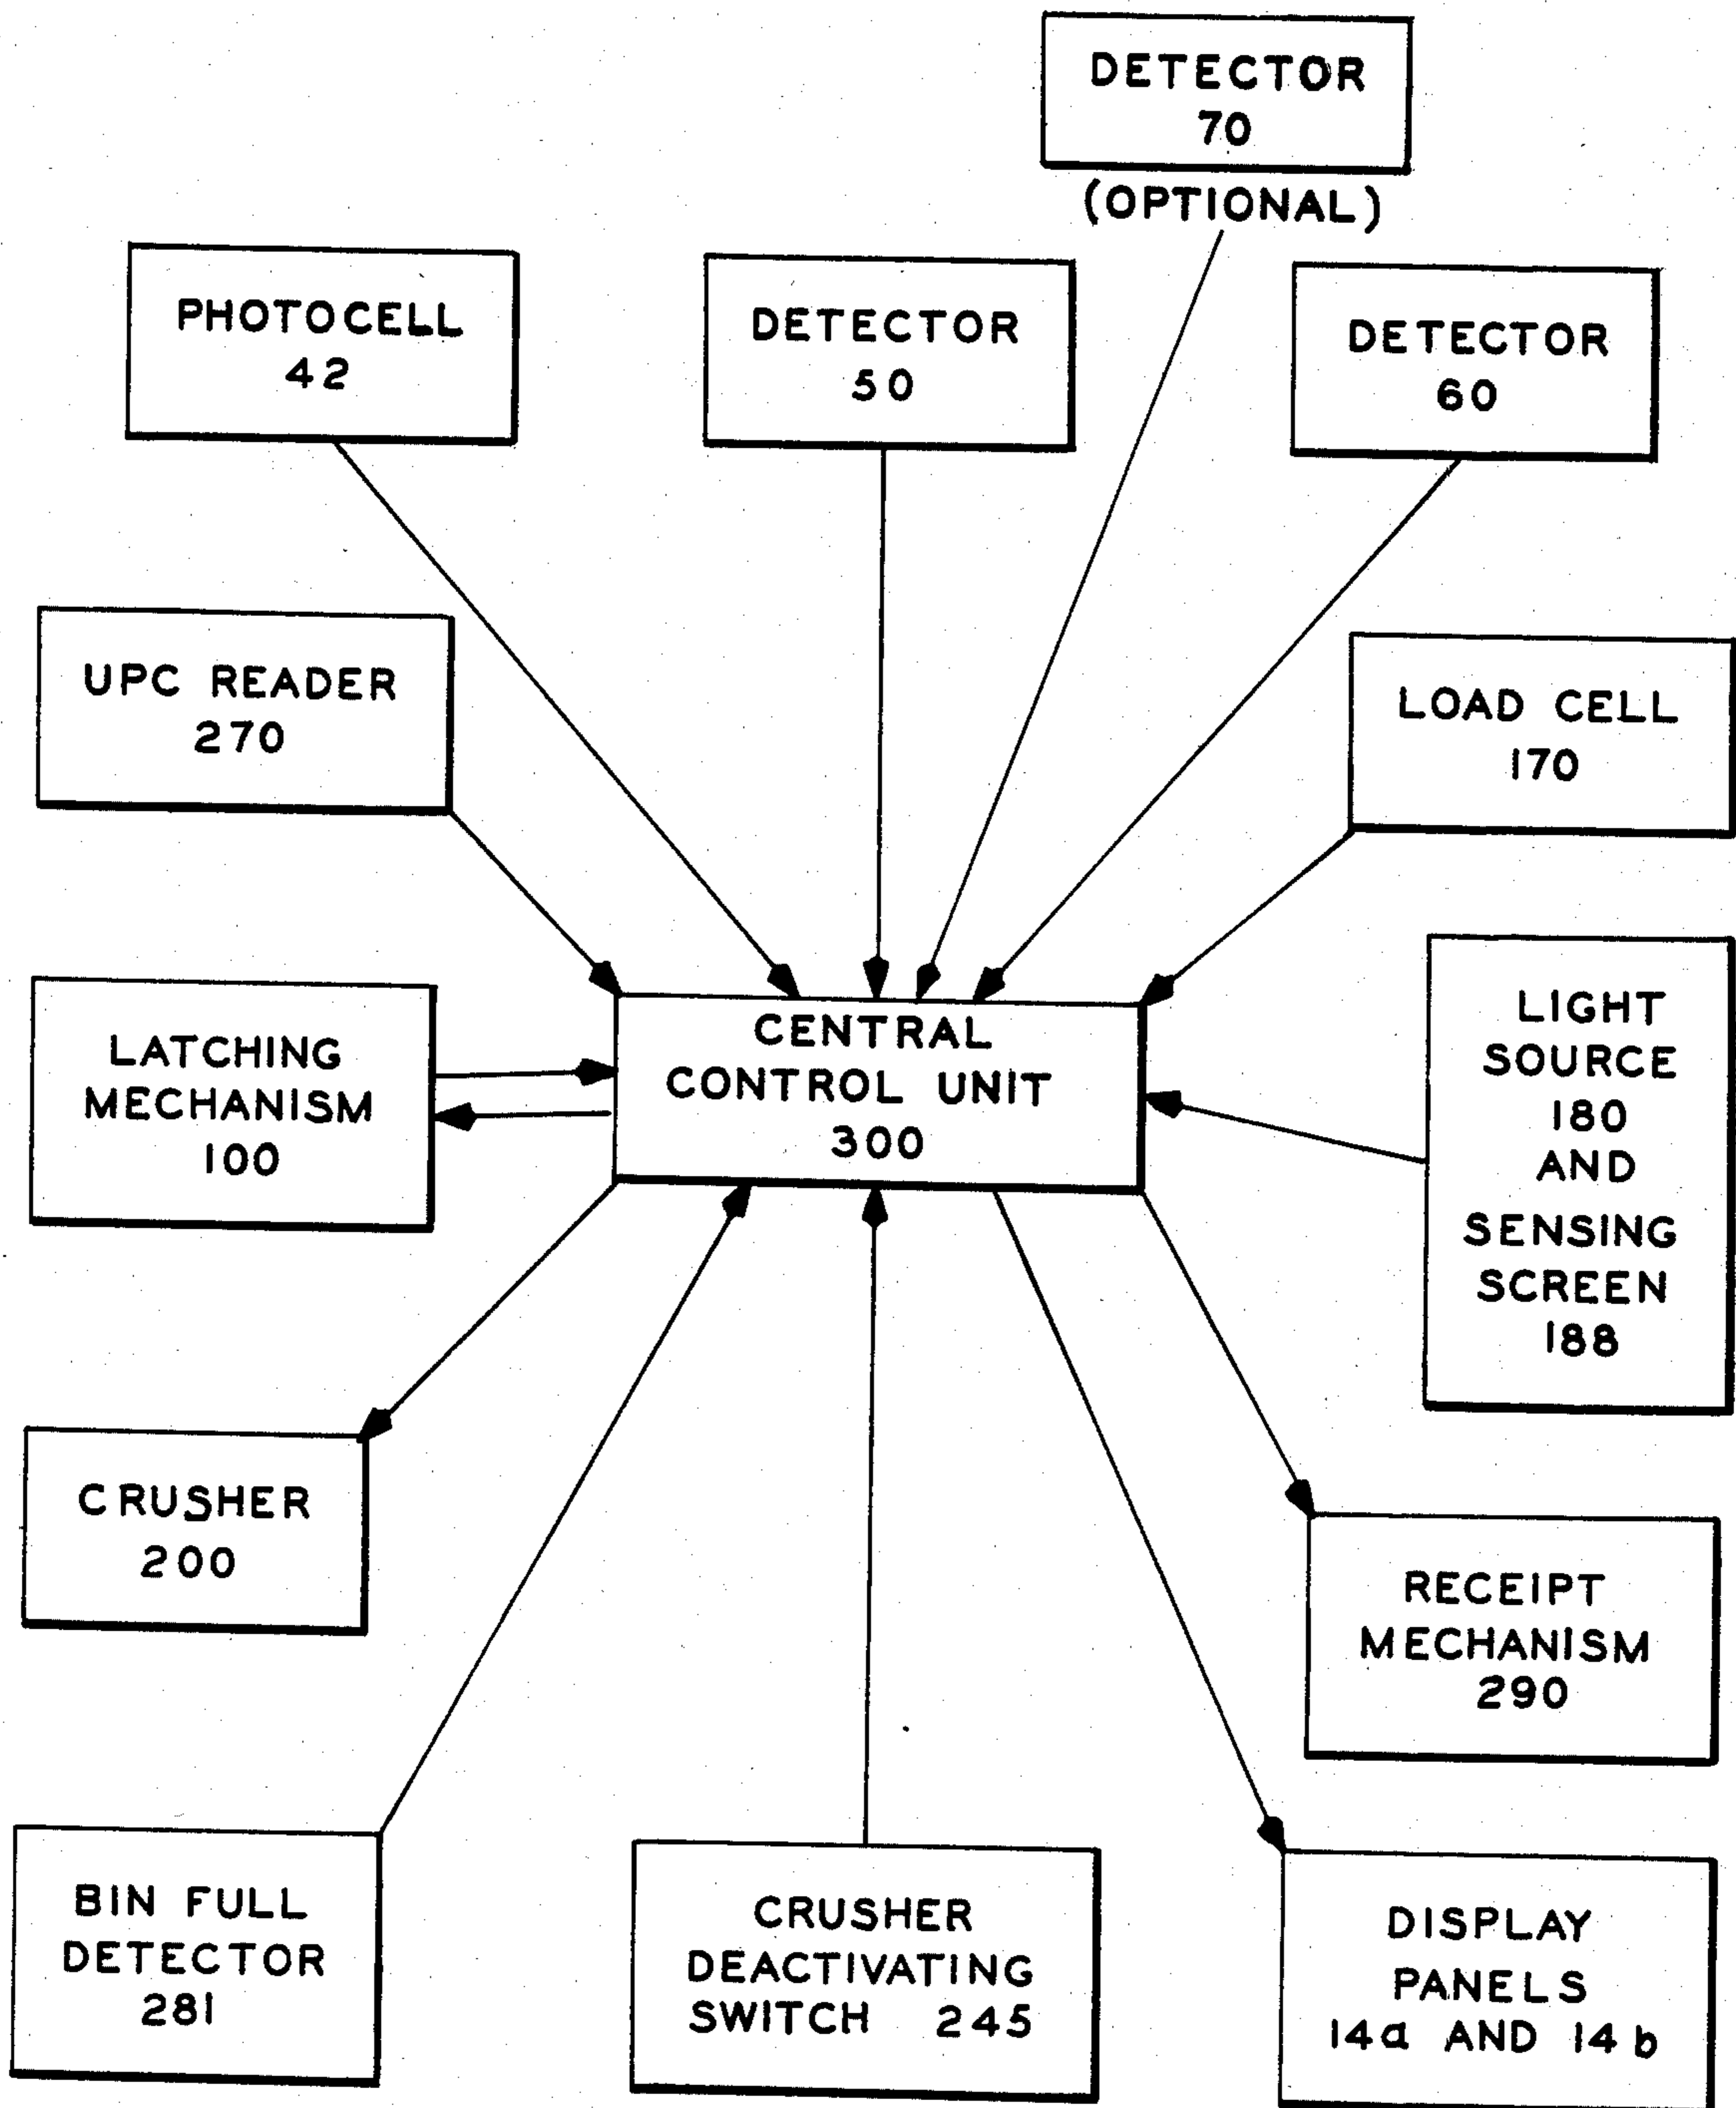 DETECTOR
70
(OPTIONAL)
PHOTOCELL
42
DETECTOR
50
DETECTOR
60
UPC READER
270
LOAD CELL
170
LATCHING
MECHANISM
100
CENTRAL
CONTROL UNIT
300
LIGHT
SOURCE
180
AND
SENSING
SCREEN
188
CRUSHER
200
RECEIPT
MECHANISM
290
BIN FULL
DETECTOR
281
CRUSHER
DEACTIVATING
SWITCH 245
DISPLAY
PANELS
14a AND 14b